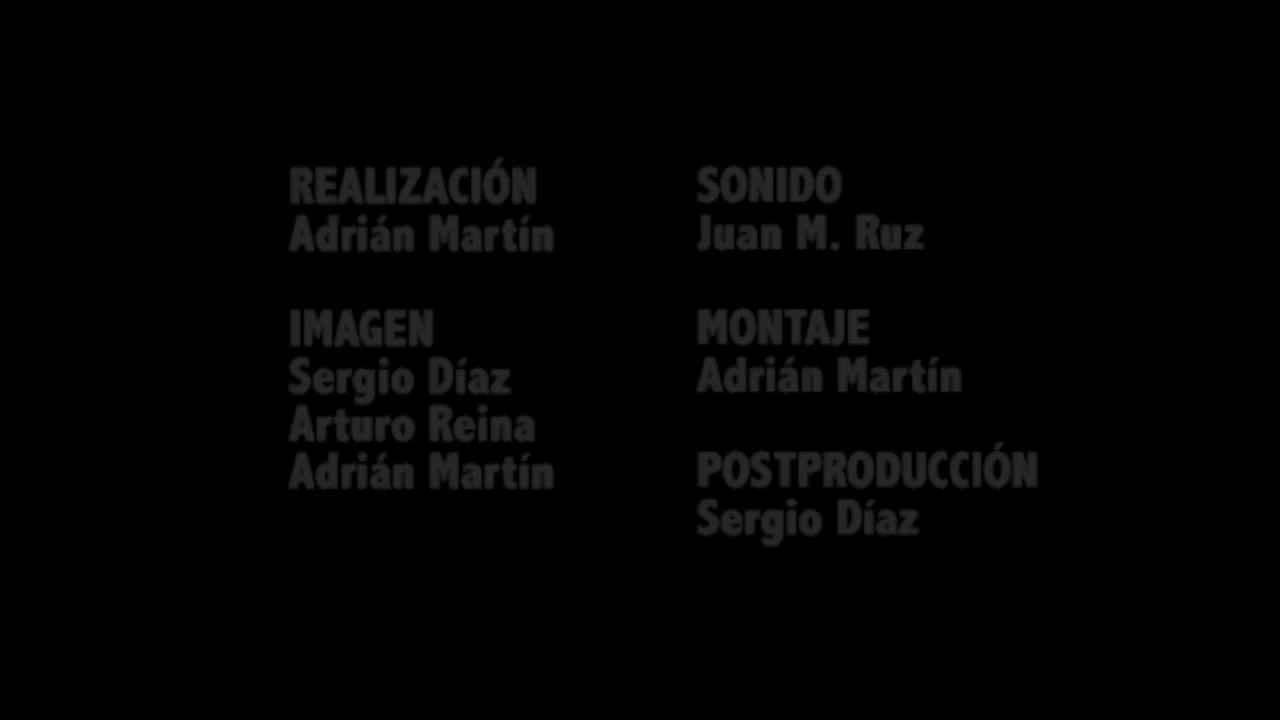 REALIZACIÓN
Adrián Martín
IMAGEN
Sergio Díaz
Arturo Reina
Adrián Martín
SONIDO
Juan M. Ruz
MONTAJE
Adrián Martín
POSTPRODUCCIÓN
Sergio Díaz